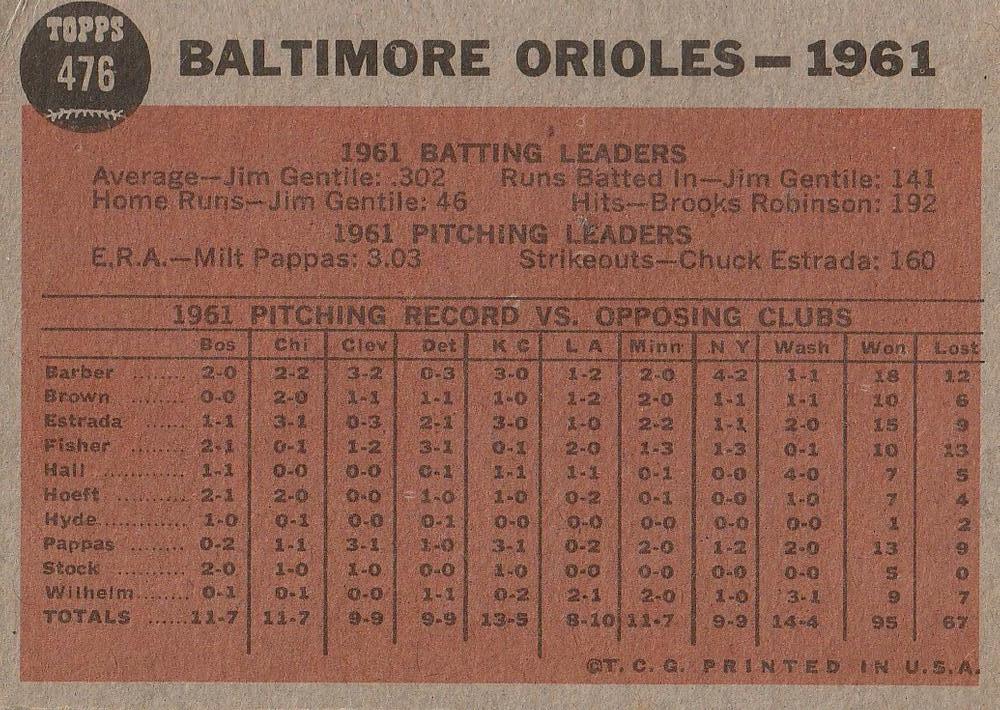 TOPPS
476
BALTIMORE ORIOLES—1961
1961 BATTING LEADERS
Average—Jim Gentile: .302 Runs Batted In—Jim Gentile: 141
Home Runs—Jim Gentile: 46 Hits—Brooks Robinson: 192
1961 PITCHING LEADERS
E.R.A.—Milt Pappas: 3.03 Strikeouts—Chuck Estrada: 160
1961 PITCHING RECORD VS. OPPOSING CLUBS
Bos Chi Clev Det K C L A Minn N Y Wash Won Lost
Barber ........ 2-0 2-2 3-2 0-3 3-0 1-2 2-0 4-2 1-1 18 12
Brown ........ 0-0 2-0 1-1 1-1 1-0 1-2 2-0 1-1 1-1 10 6
Estrada ...... 1-1 3-1 0-3 2-1 3-0 1-0 2-2 1-1 2-0 15 9
Fisher ........ 2-1 0-1 1-2 3-1 0-1 2-0 1-3 1-3 0-1 10 13
Hall ............ 1-1 0-0 0-0 0-1 1-1 1-1 0-1 0-0 4-0 7 5
Hoeft .......... 2-1 2-0 0-0 1-0 1-0 0-2 0-1 0-0 1-0 7 4
Hyde............ 1-0 0-1 0-0 0-1 0-0 0-0 0-0 0-0 0-0 1 2
Pappas ........ 0-2 1-1 3-1 1-0 3-1 0-2 2-0 1-2 2-0 13 9
Stock .......... 2-0 1-0 1-0 0-0 1-0 0-0 0-0 0-0 0-0 5 0
Wilhelm....... 0-1 0-1 0-0 1-1 0-2 2-1 2-0 1-0 3-1 9 7
TOTALS ......11-7 11-7 9-9 9-9 13-5 8-10 11-7 9-9 14-4 95 67
©T. C. G. PRINTED IN U.S.A.